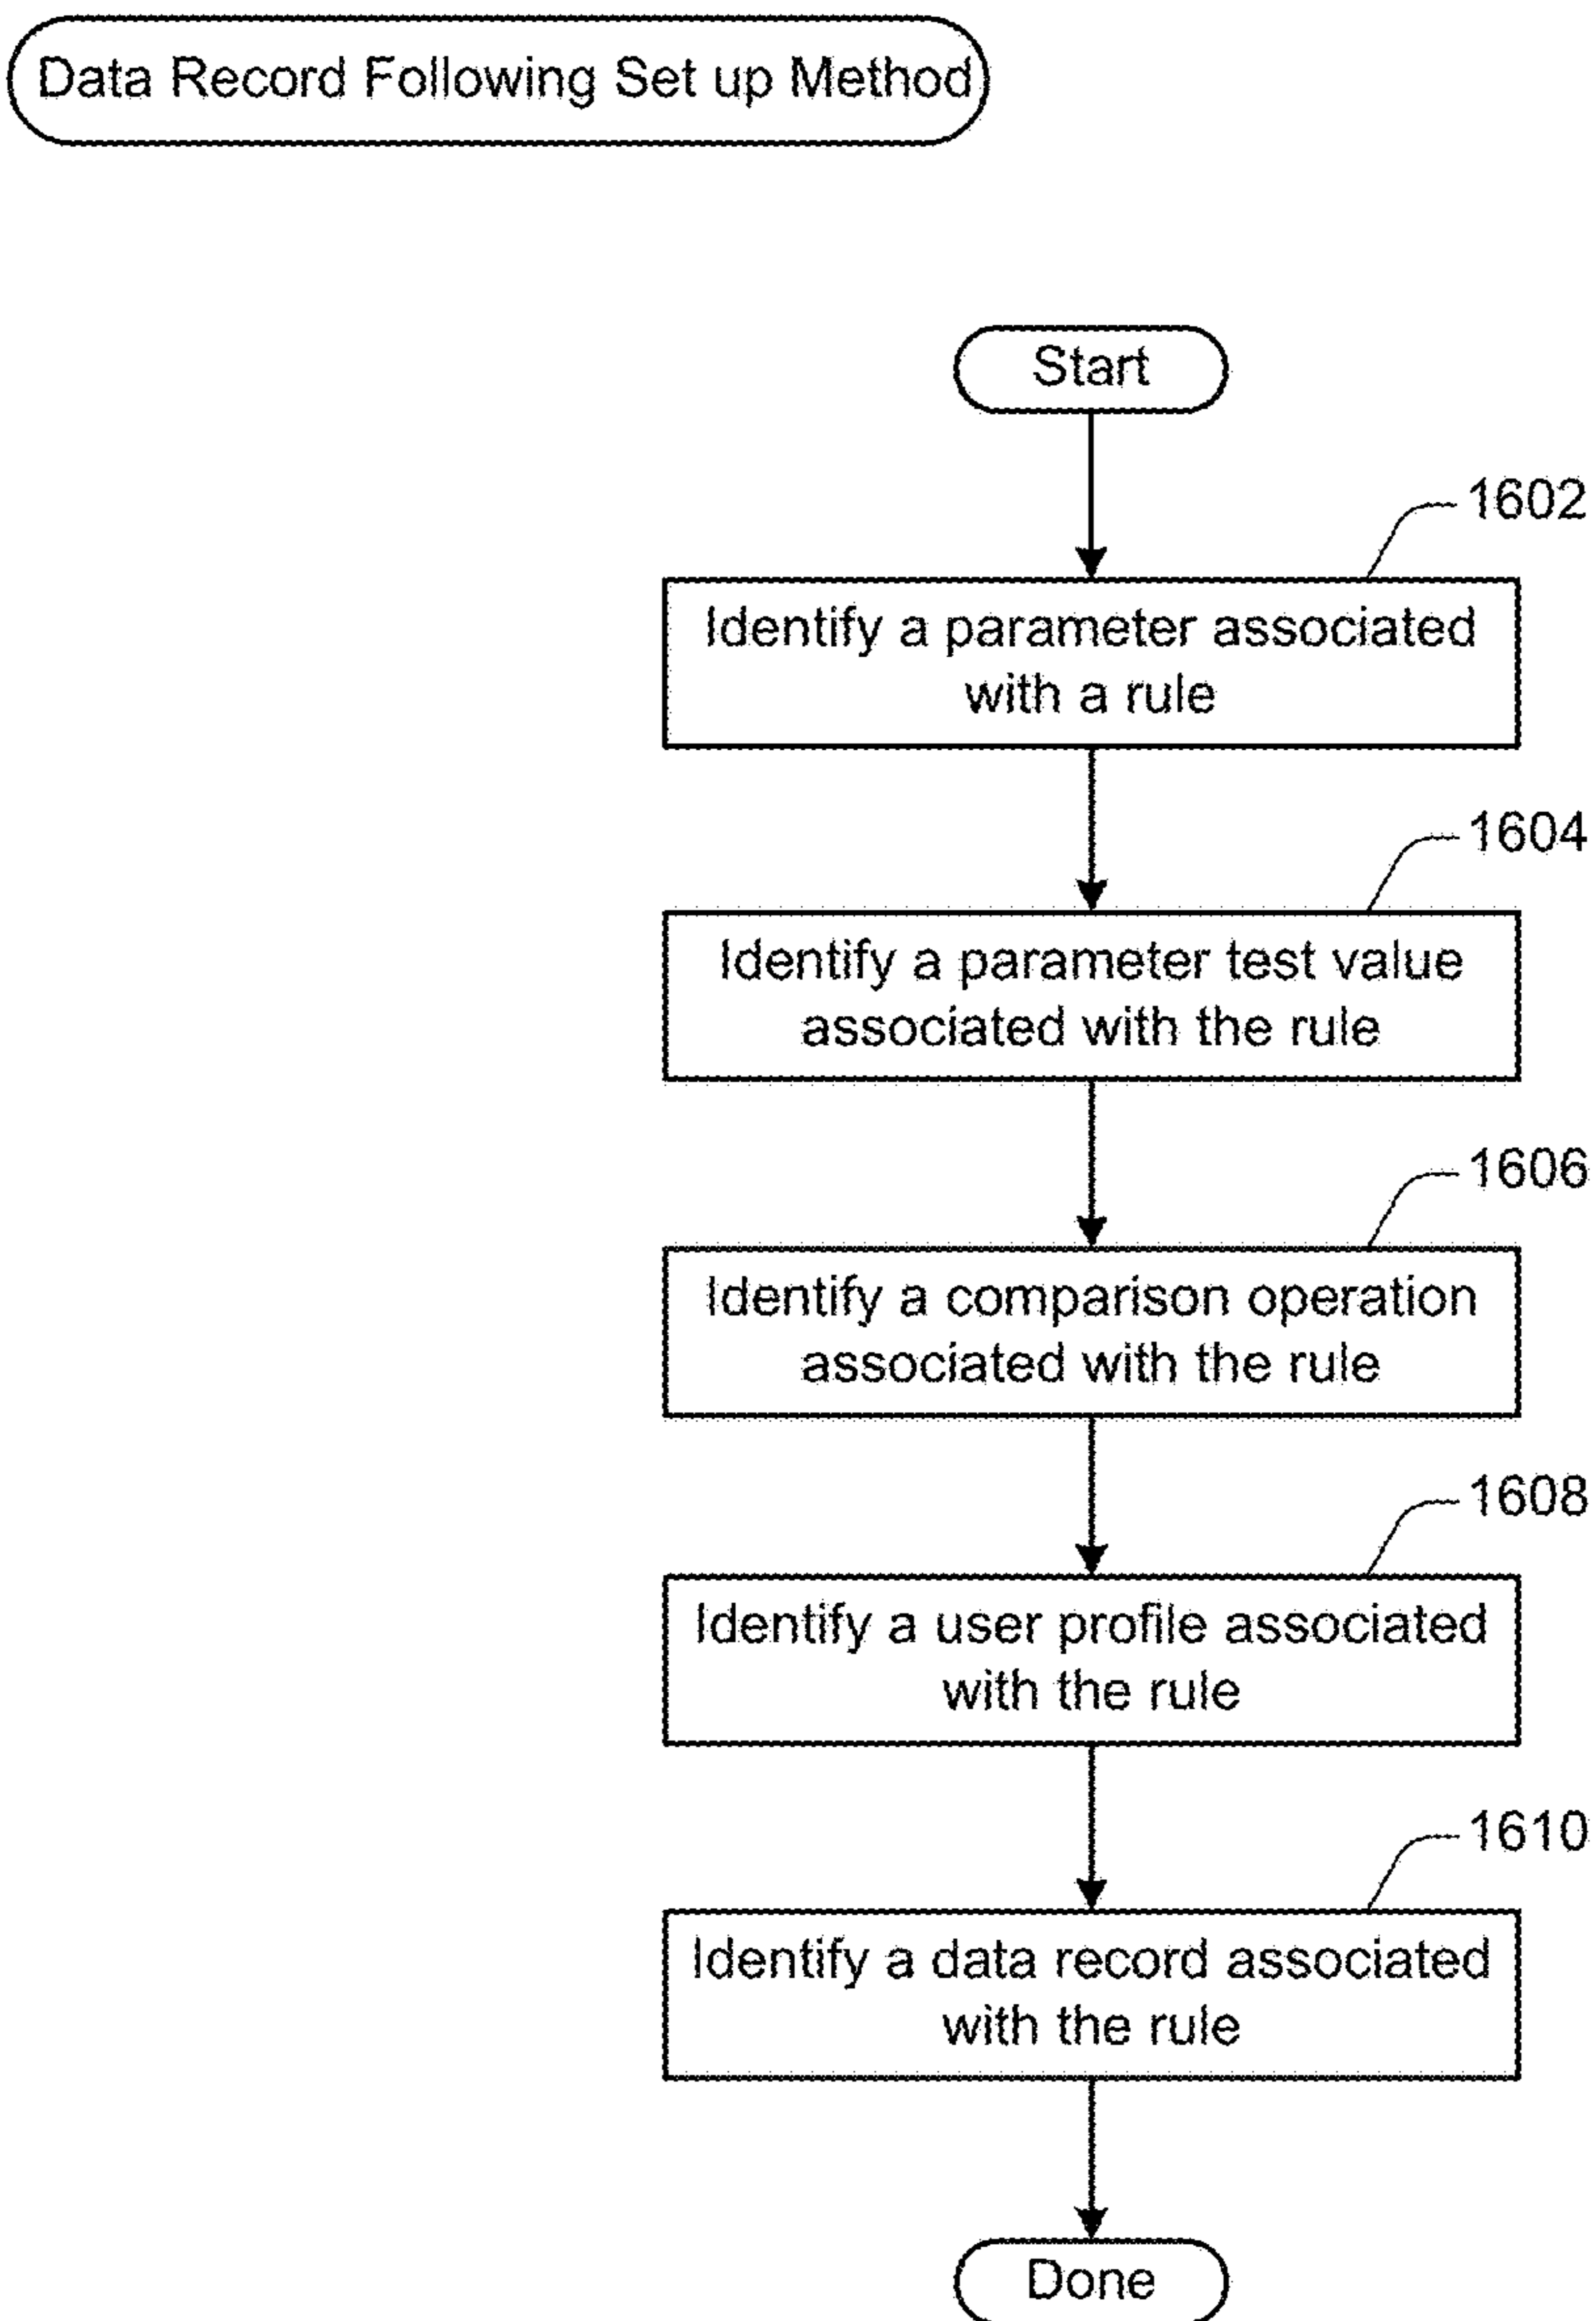 Data Record Following Set up Method
Start
1602
Identify a parameter associated
with a rule
1604
Identify a parameter test value
associated with the rule
1606
Identify a comparison operation
associated with the rule
1608
Identify a user profile associated
with the rule
1610
Identify a data record associated
with the rule
Done